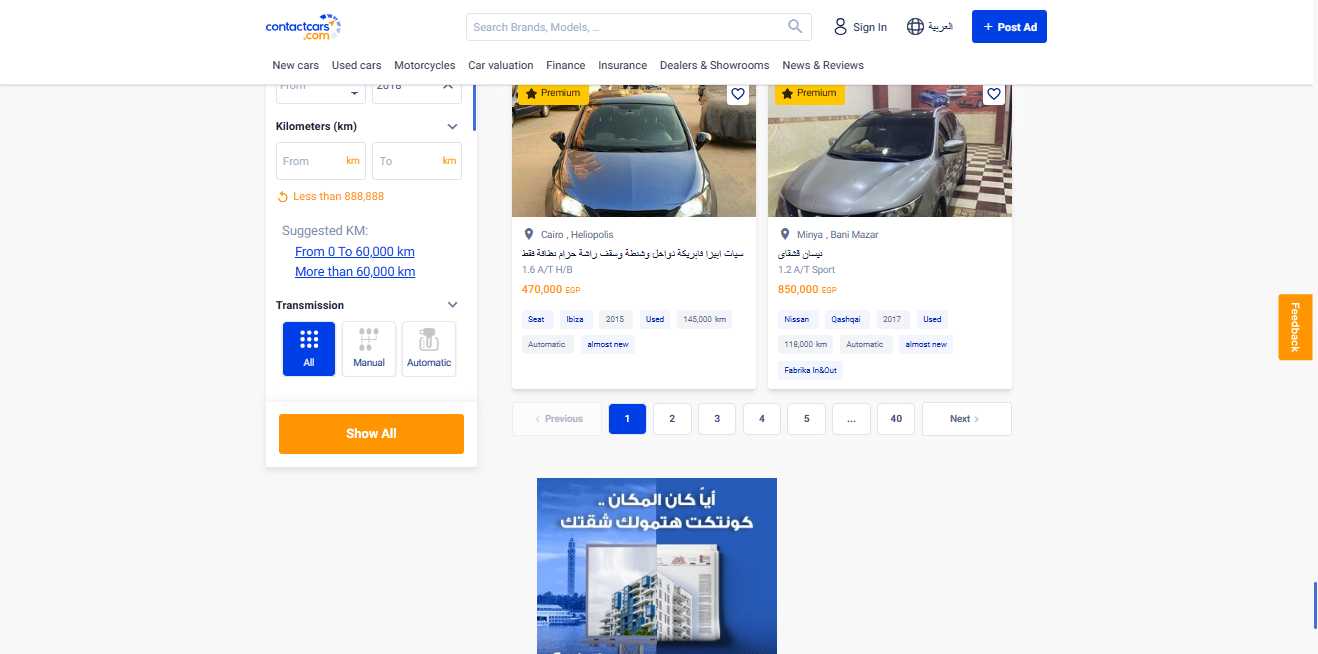 contactcars
.com
Search Brands, Models, ...
Sign In
العربية
+ Post Ad
New cars
Used cars
Motorcycles
Car valuation
Finance
Insurance
Dealers & Showrooms
News & Reviews
From
2018
Kilometers (km)
From km
To km
Less than 888,888
Suggested KM:
From 0 To 60,000 km
More than 60,000 km
Transmission
All
Manual
Automatic
Show All
Premium
Cairo , Heliopolis
سيات ابيزا فابريكة دواخل وشنطة وسقف راشة حزام نظافة فقط
1.6 A/T H/B
470,000 EGP
Seat
Ibiza
2015
Used
145,000 km
Automatic
almost new
Premium
Minya , Bani Mazar
نيسان قشقاى
1.2 A/T Sport
850,000 EGP
Nissan
Qashqai
2017
Used
118,000 km
Automatic
almost new
Fabrika In&Out
‹ Previous
1
2
3
4
5
...
40
Next ›
أياً كان المكان ..
كونتكت هتمولك شقتك
Feedback